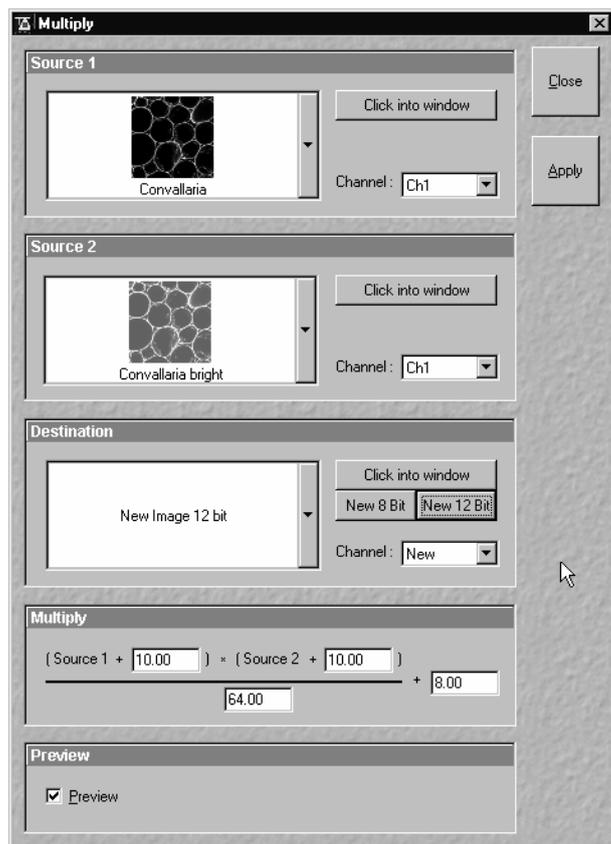 Multiply
Source 1
Close
Click into window
Apply
Channel : Ch1
Convallaria
Source 2
Click into window
Channel : Ch1
Convallaria bright
Destination
Click into window
New Image 12 bit
New 8 Bit New 12 Bit
Channel : New
Multiply
( Source 1 + 10.00 ) × ( Source 2 + 10.00 )
+ 8.00
64.00
Preview
Preview